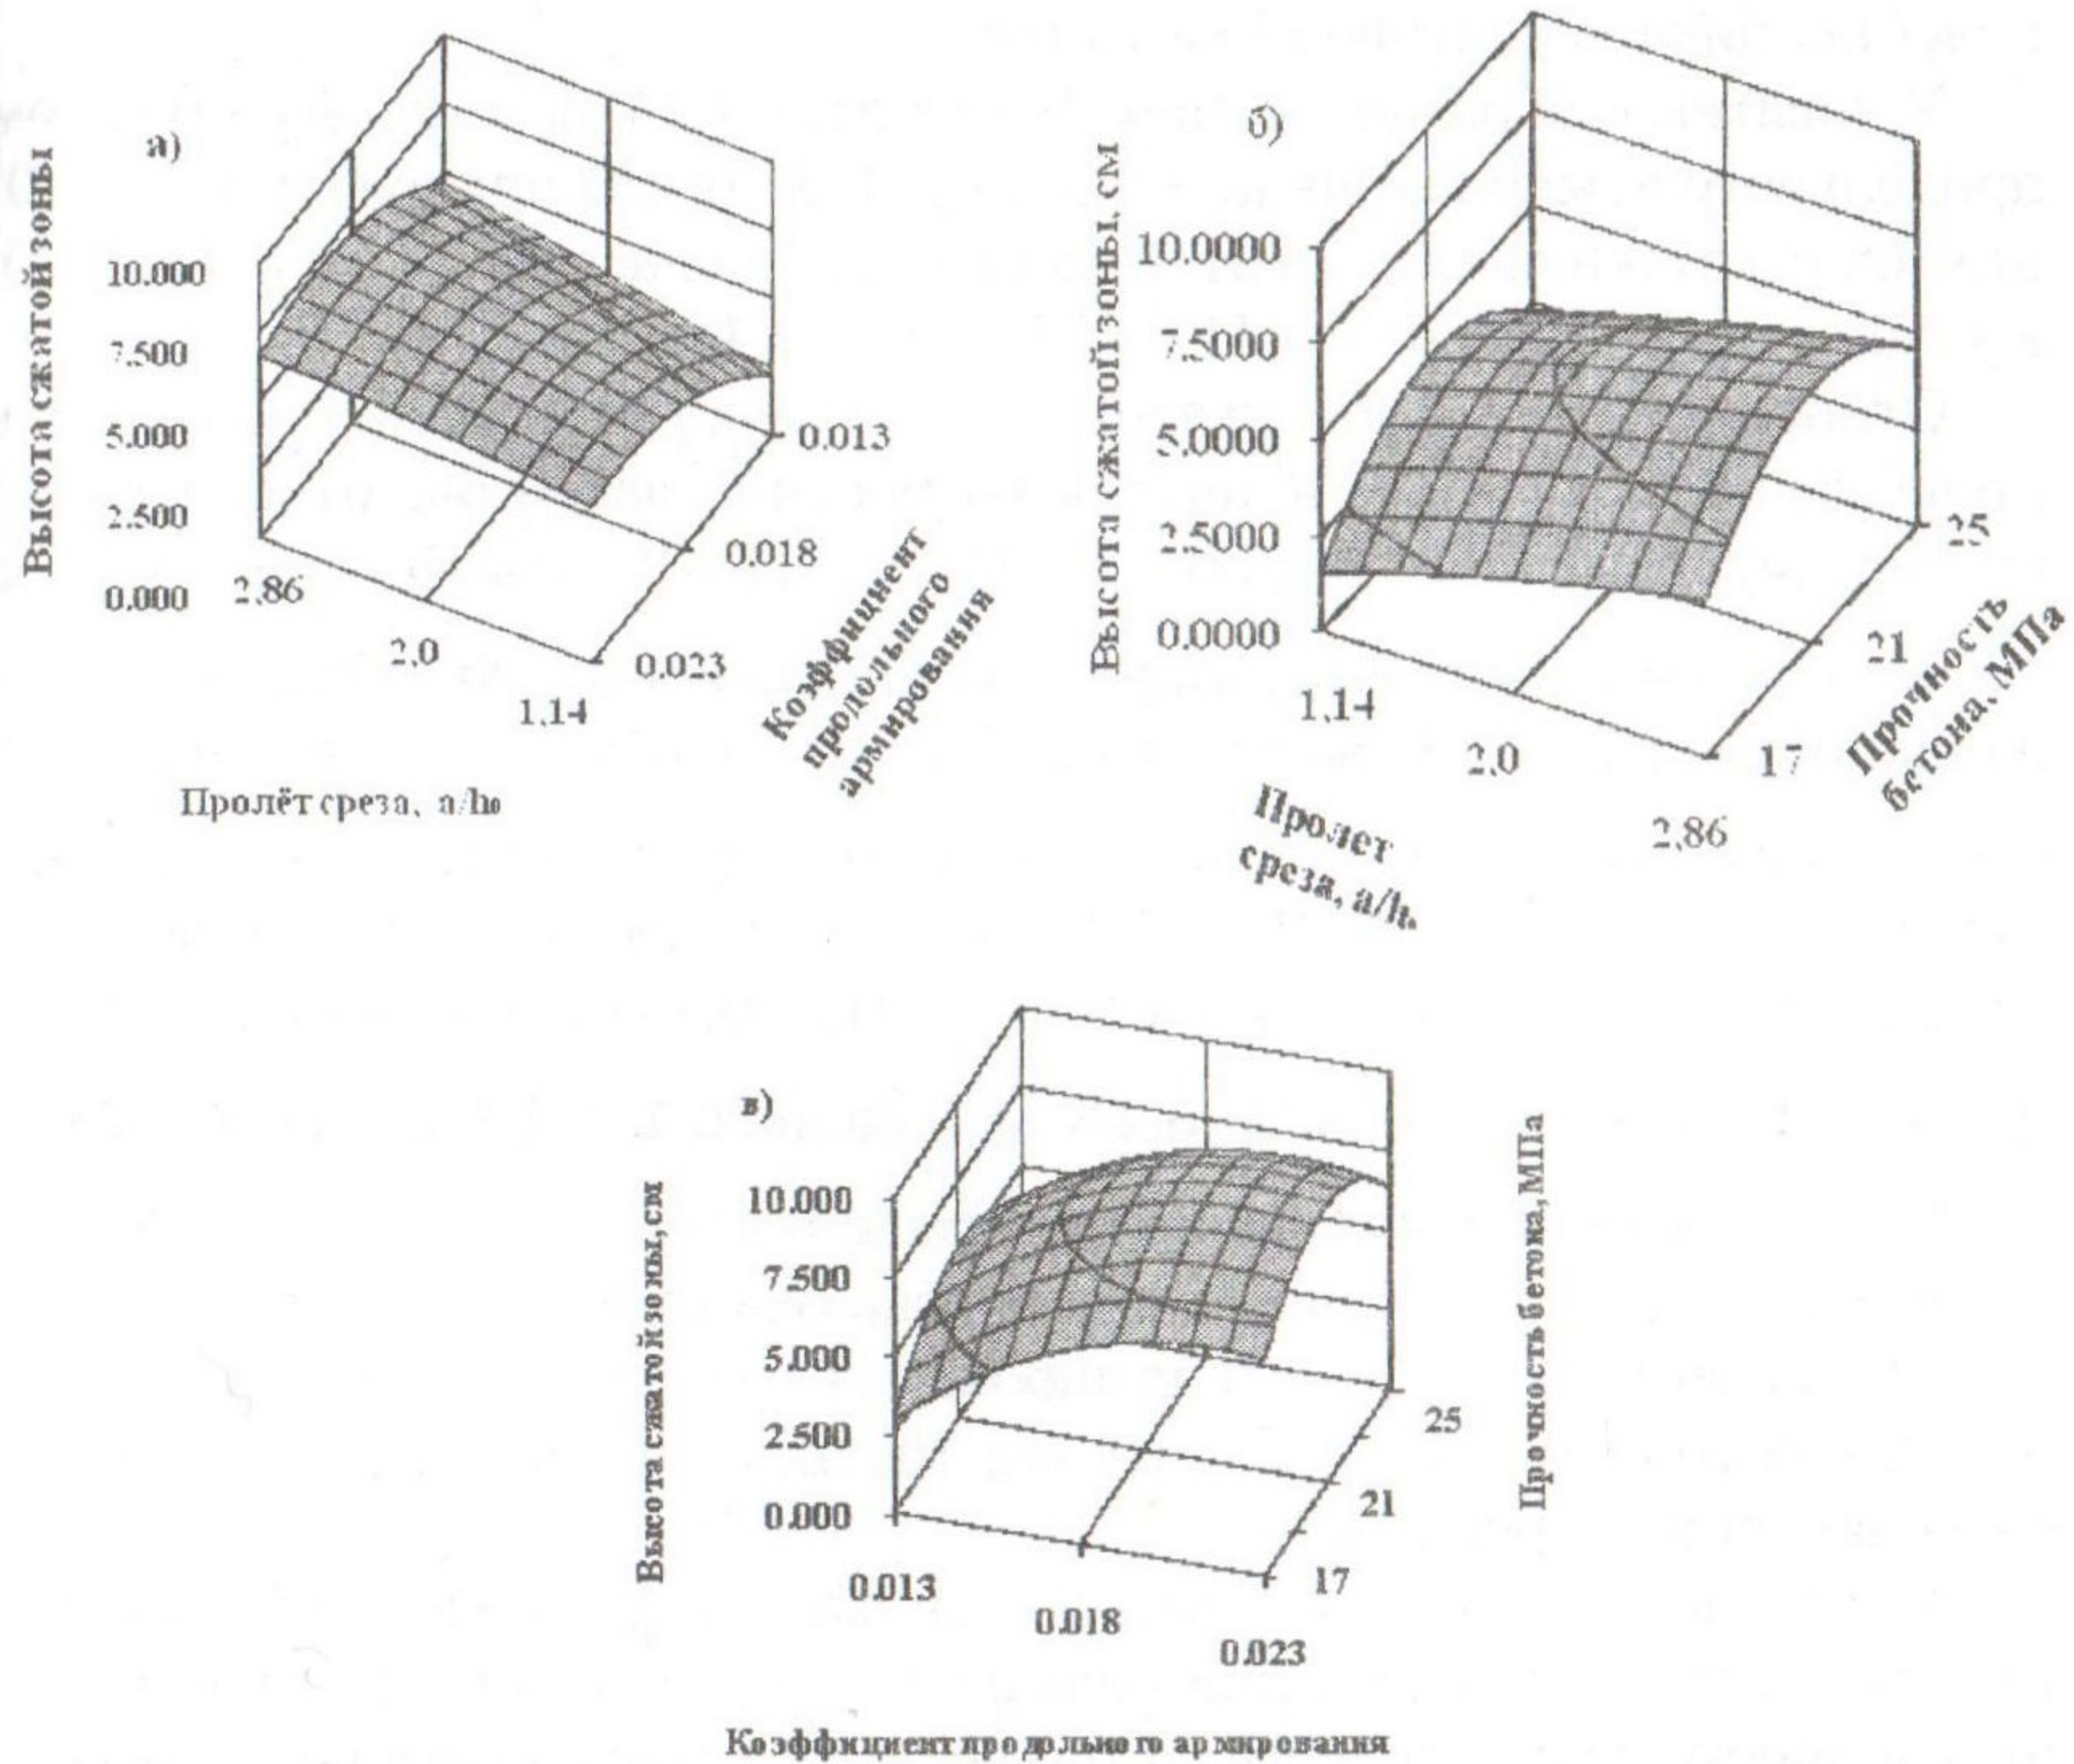 а)
Высота сжатой зоны
10.000
7.500
5.000
2.500
0.000
2.86
2,0
1,14
0.013
0.018
0.023
Коэффициент
продольного
армирования
Пролёт среза, a/h₀
б)
Высота сжатой зоны, см
10.0000
7.5000
5.0000
2.5000
0.0000
1,14
2,0
2,86
25
21
17
Прочность
бетона, МПа
Пролет
среза, a/h₀
в)
Высота сжатой зоны, см
10.000
7.500
5.000
2.500
0.000
0.013
0.018
0.023
25
21
17
Прочность бетона, МПа
Коэффициент продольного армирования